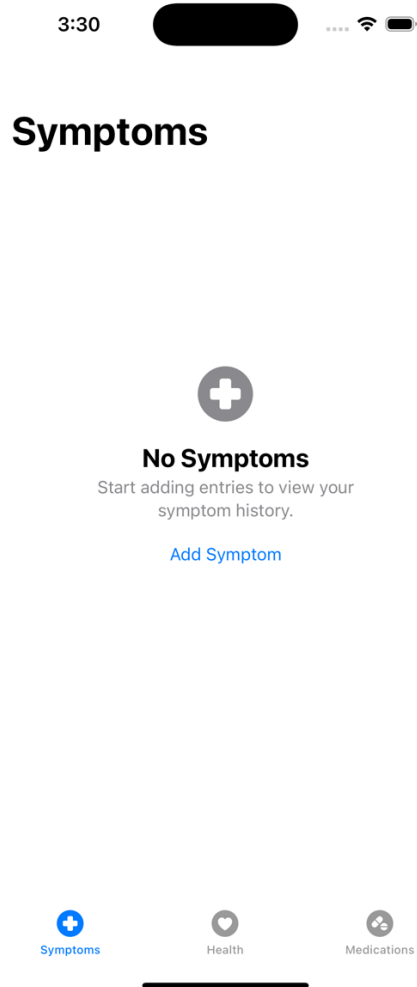 3:30
Symptoms
No Symptoms
Start adding entries to view your
symptom history.
Add Symptom
Symptoms
Health
Medications